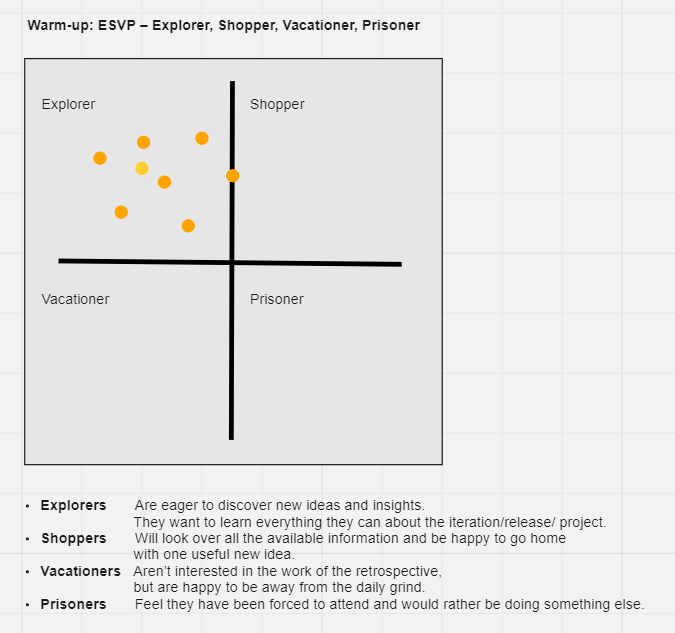 Warm-up: ESVP – Explorer, Shopper, Vacationer, Prisoner
Explorer
Shopper
Vacationer
Prisoner
• Explorers Are eager to discover new ideas and insights.
They want to learn everything they can about the iteration/release/ project.
• Shoppers Will look over all the available information and be happy to go home
with one useful new idea.
• Vacationers Aren't interested in the work of the retrospective,
but are happy to be away from the daily grind.
• Prisoners Feel they have been forced to attend and would rather be doing something else.